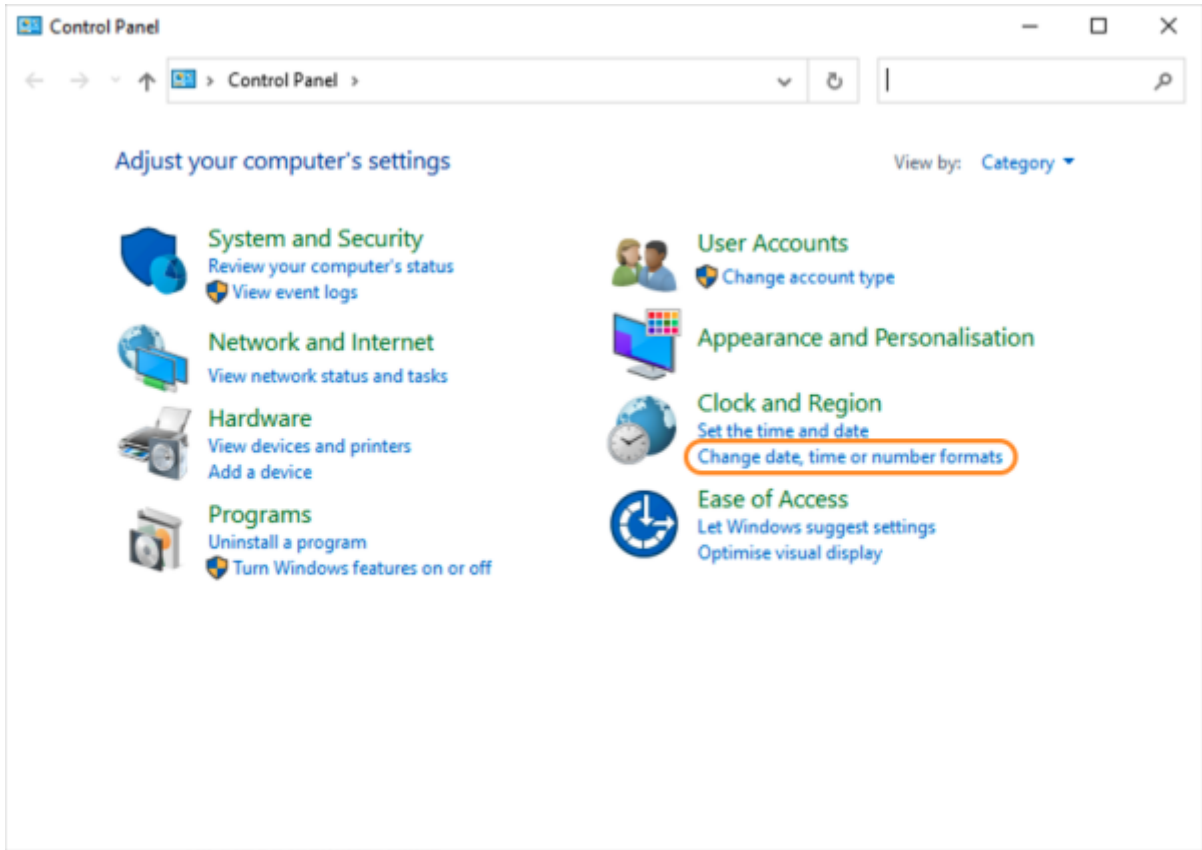 Control Panel
Control Panel
Adjust your computer's settings
View by: Category
System and Security
Review your computer's status
View event logs
Network and Internet
View network status and tasks
Hardware
View devices and printers
Add a device
Programs
Uninstall a program
Turn Windows features on or off
User Accounts
Change account type
Appearance and Personalisation
Clock and Region
Set the time and date
Change date, time or number formats
Ease of Access
Let Windows suggest settings
Optimise visual display